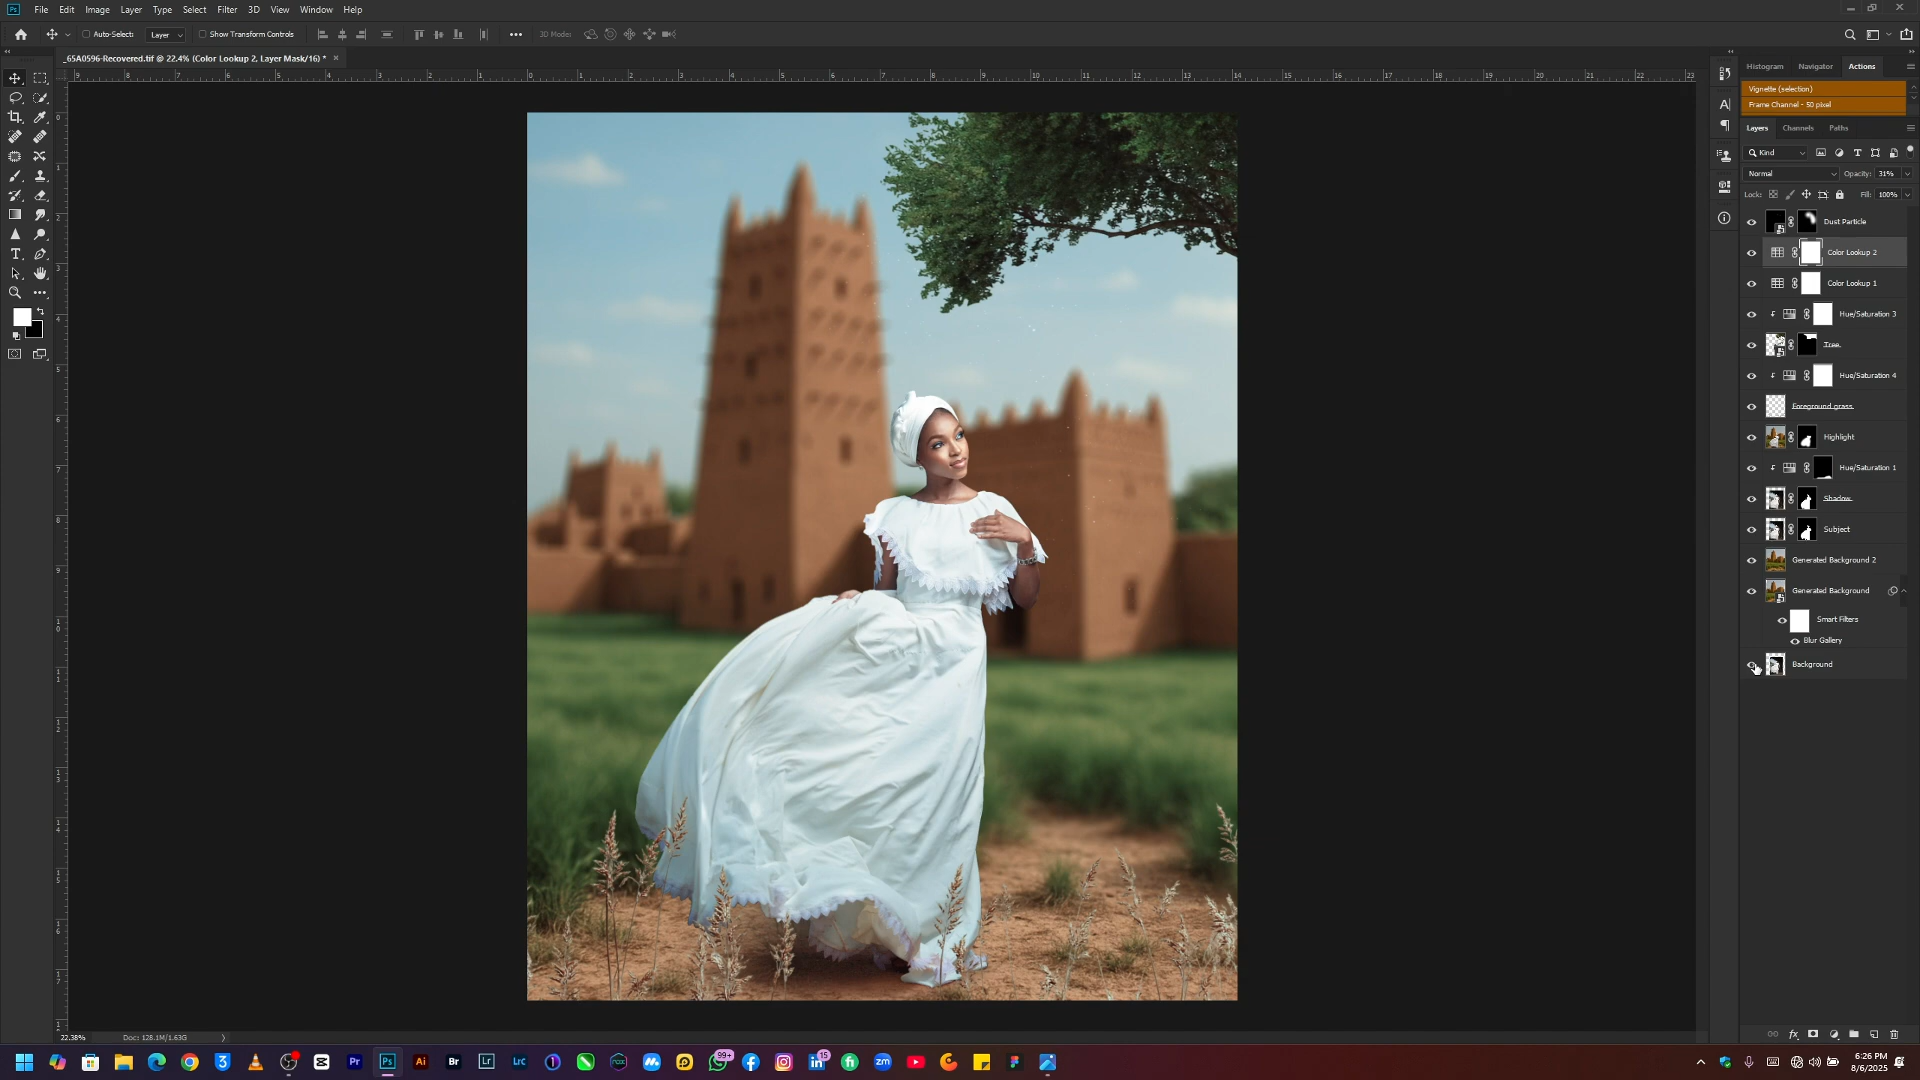 File Edit Image Layer Type Select Filter 3D View Window Help
Auto-Select: Layer Show Transform Controls 3D Mode:
_65A0596-Recovered.tif @ 22.4% (Color Lookup 2, Layer Mask/16) *
Histogram Navigator Actions
Vignette (selection)
Frame Channel - 50 pixel
Layers Channels Paths
Kind
Normal Opacity: 31%
Lock: Fill: 100%
Dust Particle
Color Lookup 2
Color Lookup 1
Hue/Saturation 3
Tree
Hue/Saturation 4
Foreground grass
Highlight
Hue/Saturation 1
Shadow
Subject
Generated Background 2
Generated Background
Smart Filters
Blur Gallery
Background
22.38% Doc: 128.1M/1.63G
6:26 PM
8/6/2025